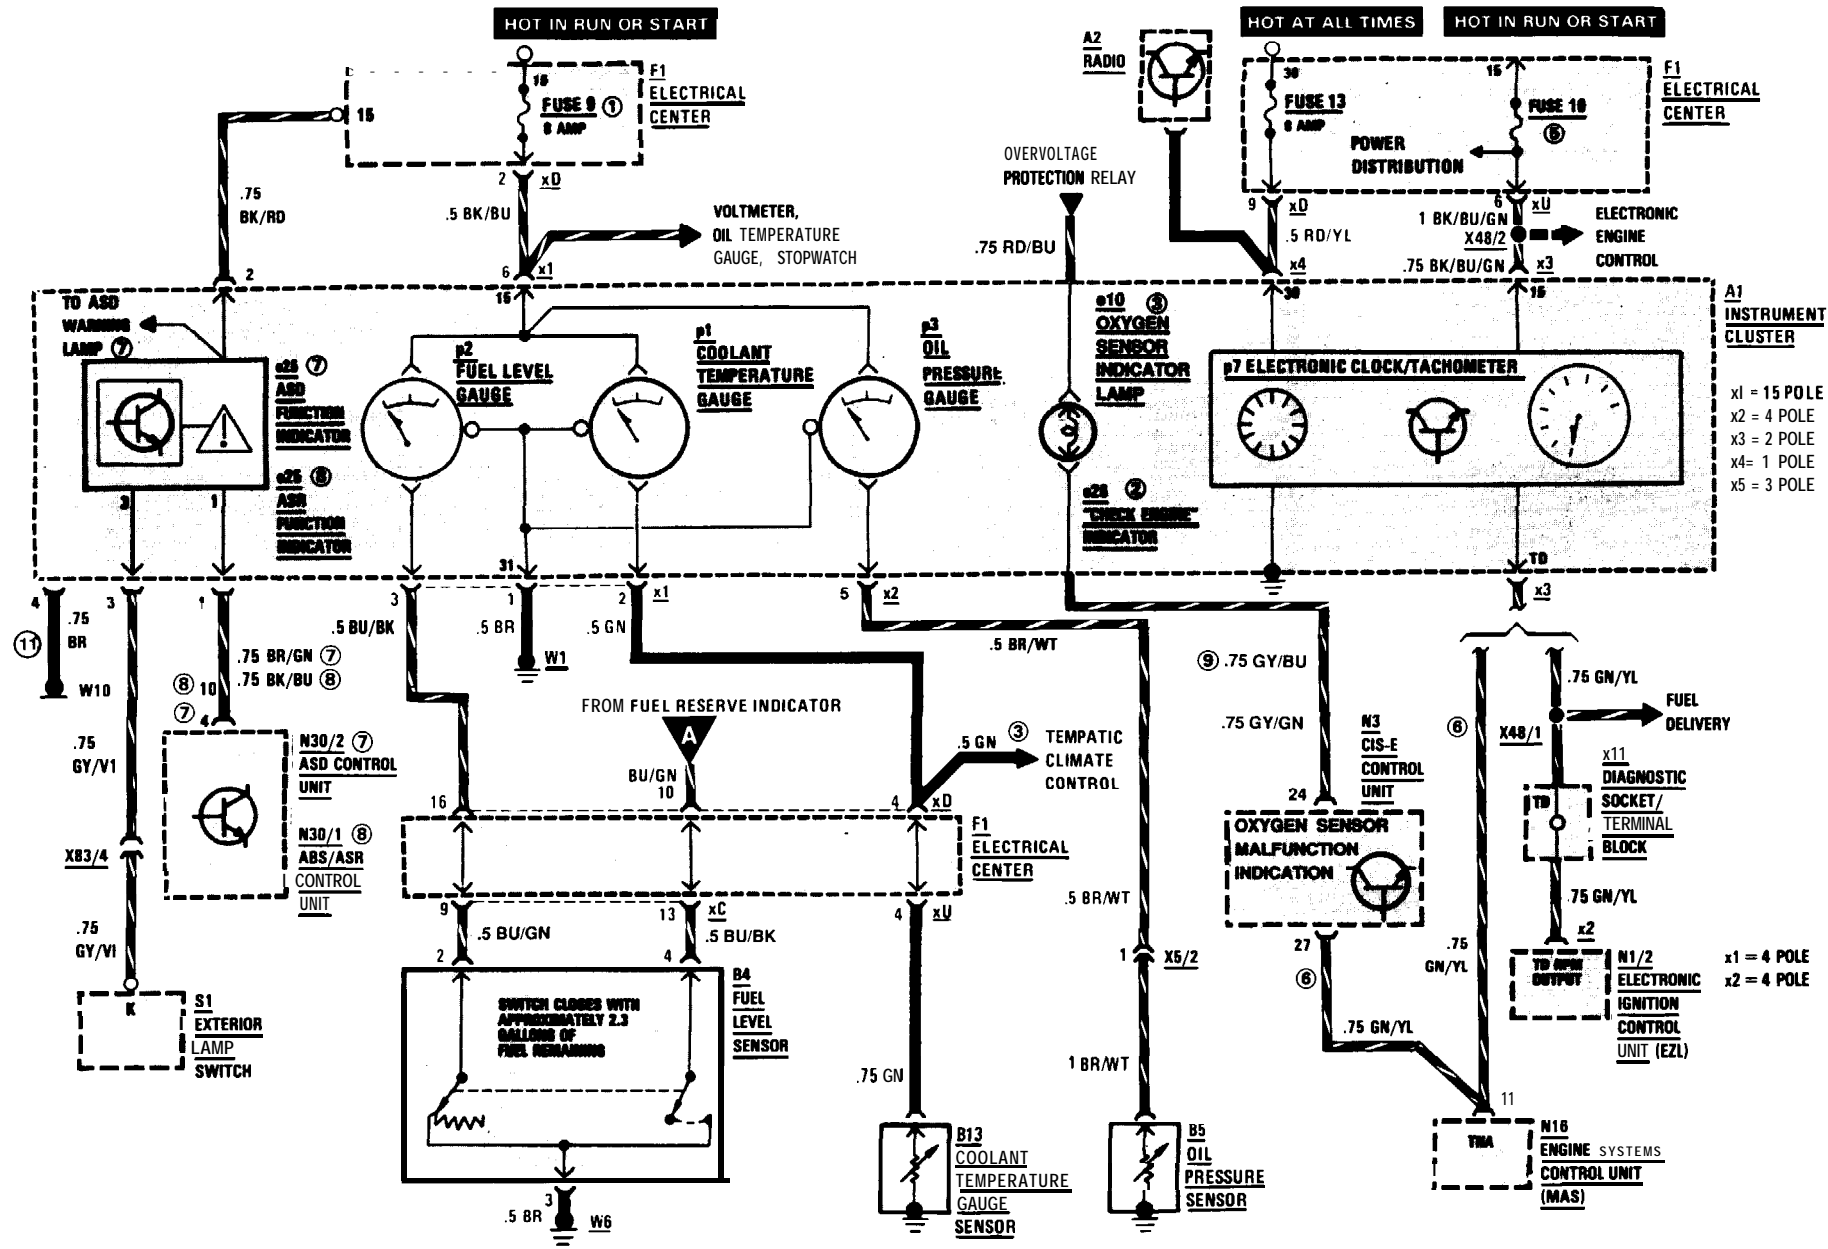 HOT IN RUN OR START
HOT AT ALL TIMES
HOT IN RUN OR START
15
FUSE 9 ①
8 AMP
15
F1
ELECTRICAL
CENTER
A2
RADIO
30
FUSE 13
8 AMP
15
FUSE 16
⑤
POWER
DISTRIBUTION
F1
ELECTRICAL
CENTER
.75
BK/RD
2
xD
.5 BK/BU
VOLTMETER,
OIL TEMPERATURE
GAUGE, STOPWATCH
6
x1
2
OVERVOLTAGE
PROTECTION RELAY
.75 RD/BU
9
xD
.5 RD/YL
x4
6
xU
1 BK/BU/GN
X48/2
.75 BK/BU/GN
x3
ELECTRONIC
ENGINE
CONTROL
TO ASD
WARNING
LAMP ⑦
15
e25 ⑦
ASD
FUNCTION
INDICATOR
e25 ⑧
ASR
FUNCTION
INDICATOR
3
1
p2
FUEL LEVEL
GAUGE
p1
COOLANT
TEMPERATURE
GAUGE
p3
OIL
PRESSURE
GAUGE
e10 ③
OXYGEN
SENSOR
INDICATOR
LAMP
e26 ②
"CHECK ENGINE"
INDICATOR
30
15
p7 ELECTRONIC CLOCK/TACHOMETER
TD
31
A1
INSTRUMENT
CLUSTER
xl = 15 POLE
x2 = 4 POLE
x3 = 2 POLE
x4= 1 POLE
x5 = 3 POLE
4
.75
BR
⑪
W10
3
1
.75 BR/GN ⑦
.75 BK/BU ⑧
⑧ 10
⑦ 4
3
.5 BU/BK
1
.5 BR
W1
2
x1
.5 GN
5
x2
.5 BR/WT
x3
⑨ .75 GY/BU
.75 GY/GN
.75 GN/YL
⑥
X48/1
FUEL
DELIVERY
.75
GY/V1
N30/2 ⑦
ASD CONTROL
UNIT
N30/1 ⑧
ABS/ASR
CONTROL
UNIT
FROM FUEL RESERVE INDICATOR
A
BU/GN
10
.5 GN
③
TEMPATIC
CLIMATE
CONTROL
16
4
xD
F1
ELECTRICAL
CENTER
N3
CIS-E
CONTROL
UNIT
24
OXYGEN SENSOR
MALFUNCTION
INDICATION
27
⑥
x11
DIAGNOSTIC
SOCKET/
TERMINAL
BLOCK
TD
.75 GN/YL
x2
X83/4
.75
GY/VI
K
S1
EXTERIOR
LAMP
SWITCH
9
.5 BU/GN
2
13
xC
.5 BU/BK
4
4
xU
.5 BR/WT
1
X5/2
.75
GN/YL
TD RPM
OUTPUT
N1/2
ELECTRONIC
IGNITION
CONTROL
UNIT (EZL)
x1 = 4 POLE
x2 = 4 POLE
SWITCH CLOSES WITH
APPROXIMATELY 2.3
GALLONS OF
FUEL REMAINING
B4
FUEL
LEVEL
SENSOR
.75 GN
1 BR/WT
.75 GN/YL
11
TNA
N16
ENGINE SYSTEMS
CONTROL UNIT
(MAS)
3
.5 BR
W6
B13
COOLANT
TEMPERATURE
GAUGE
SENSOR
B5
OIL
PRESSURE
SENSOR